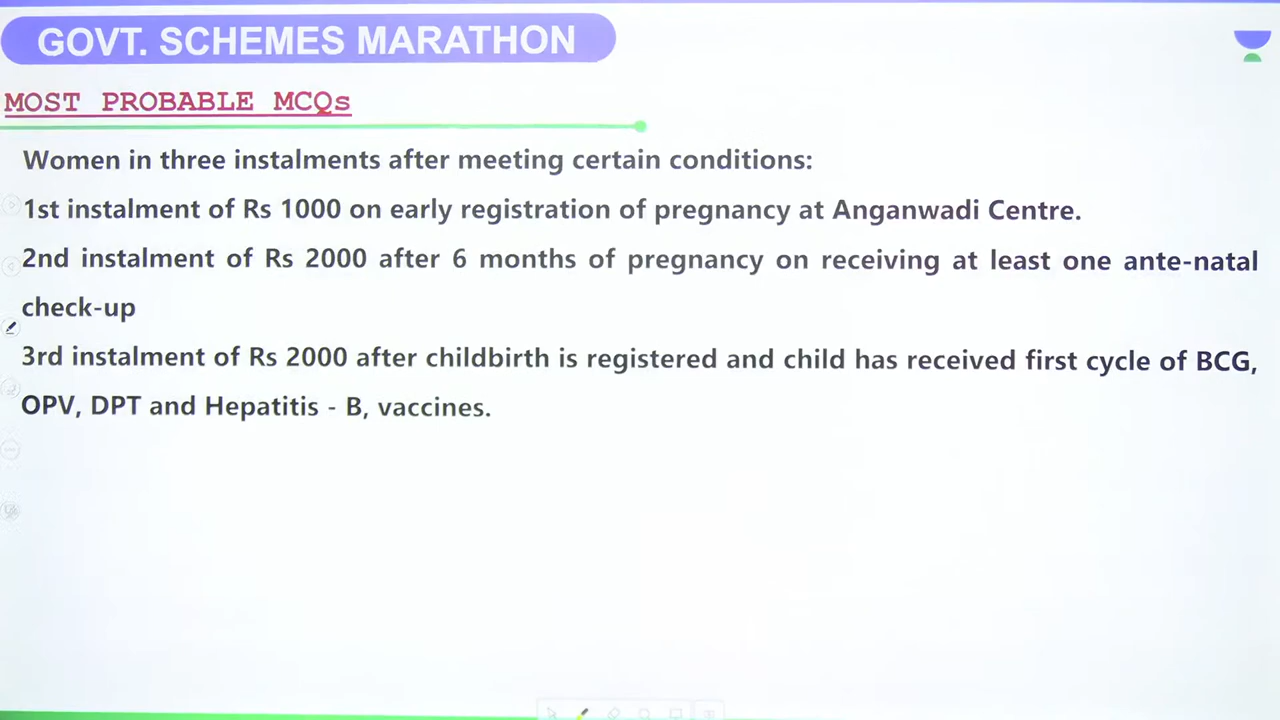 GOVT. SCHEMES MARATHON
MOST PROBABLE MCQs
Women in three instalments after meeting certain conditions:
1st instalment of Rs 1000 on early registration of pregnancy at Anganwadi Centre.
2nd instalment of Rs 2000 after 6 months of pregnancy on receiving at least one ante-natal
check-up
3rd instalment of Rs 2000 after childbirth is registered and child has received first cycle of BCG,
OPV, DPT and Hepatitis - B, vaccines.